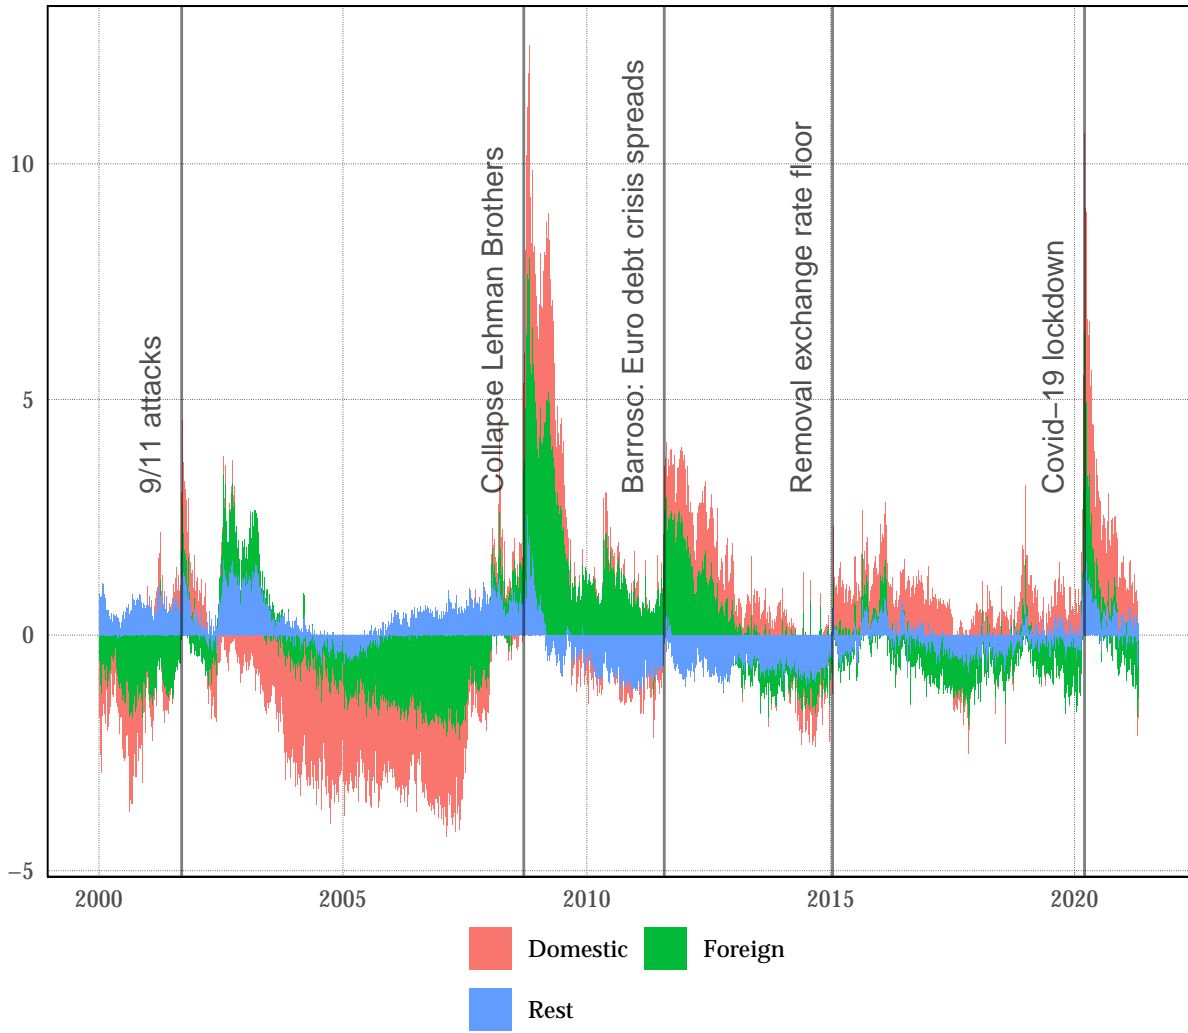 10
5
0
−5
9/11 attacks
Collapse Lehman Brothers
Barroso: Euro debt crisis spreads
Removal exchange rate floor
Covid−19 lockdown
2000 2005 2010 2015 2020
Domestic Foreign
Rest